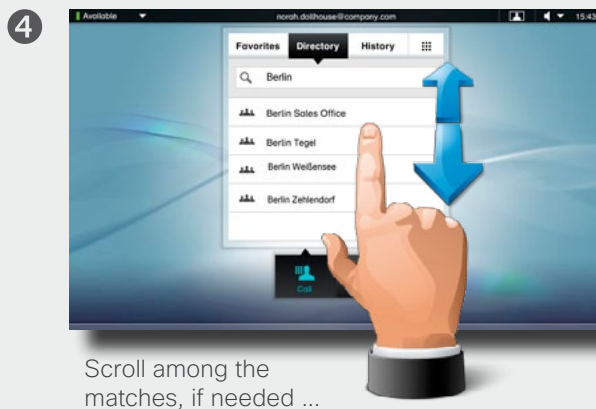 4
Available norah.dollhouse@company.com 15:43
Favorites Directory History
Berlin
Berlin Sales Office
Berlin Tegel
Berlin Weißensee
Berlin Zehlendorf
Call
Scroll among the
matches, if needed ...